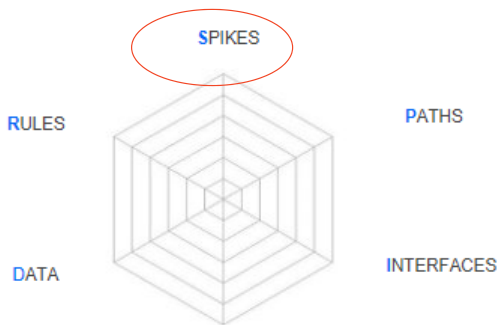 SPIKES
RULES
PATHS
DATA
INTERFACES